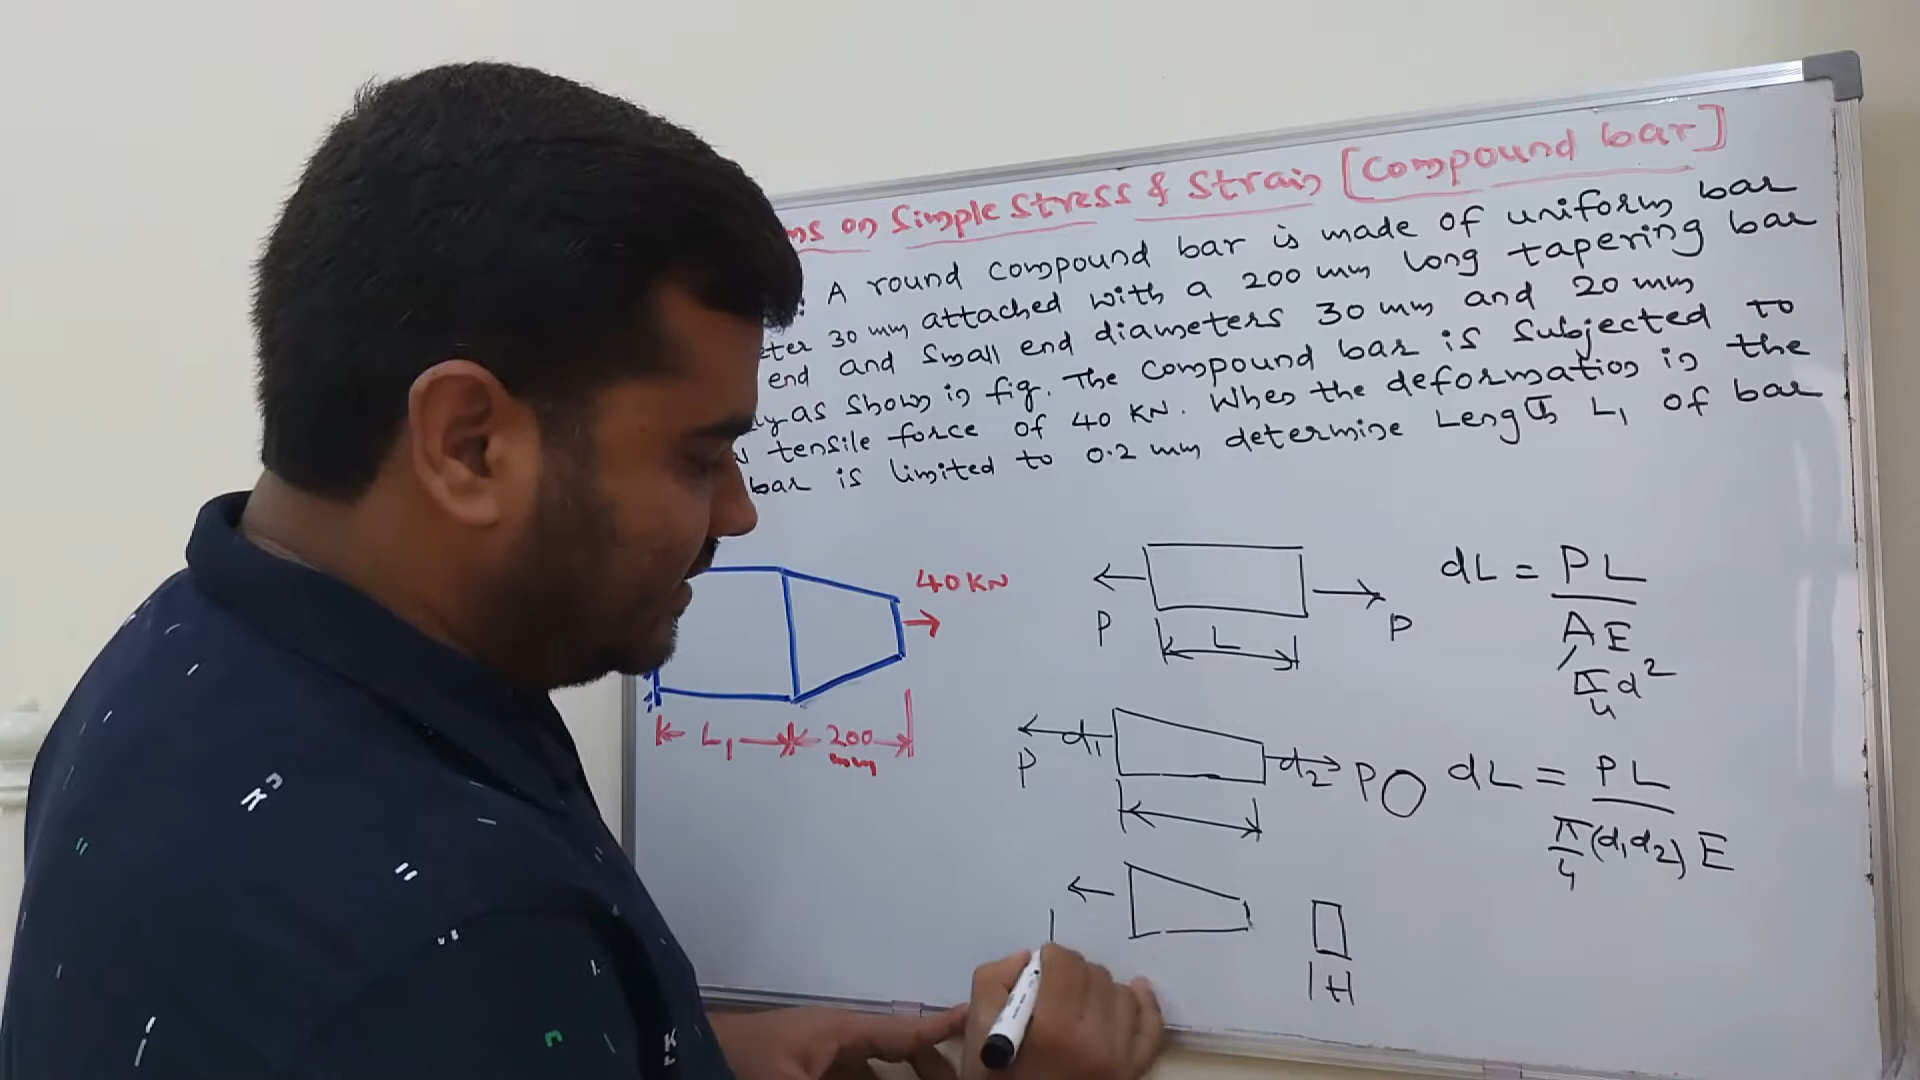 on Simple Stress & Strain [Compound bar]
: A round compound bar is made of uniform bar
30 mm attached with a 200 mm long tapering bar
end and small end diameters 30 mm and 20 mm
as shown in fig. The compound bar is subjected to
tensile force of 40 KN. When the deformation in the
bar is limited to 0.2 mm determine Length L₁ of bar
40 KN
L₁ 200 mm
P L P
dL = PL / AE
π/4 d²
P d₁ d₂ P
dL = PL / π/4 (d₁d₂) E